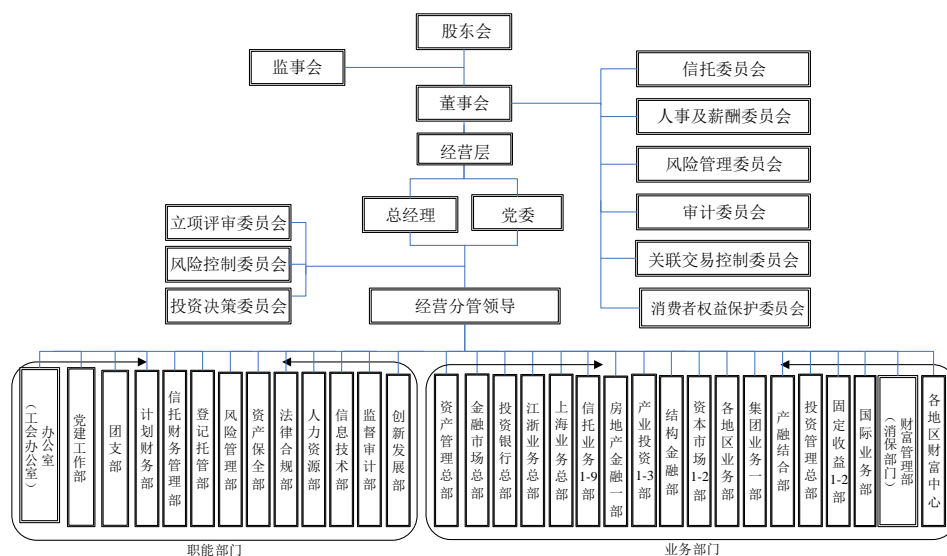 股东会
监事会
信托委员会
董事会
人事及薪酬委员会
经营层
风险管理委员会
总经理
党委
审计委员会
立项评审委员会
风险控制委员会
关联交易控制委员会
投资决策委员会
经营分管领导
消费者权益保护委员会
办公室
（工会办公室）
党建工作部
团支部
计划财务部
信托财务管理部
登记托管部
风险管理部
资产保全部
法律合规部
人力资源部
信息技术部
监督审计部
创新发展部
资产管理总部
金融市场总部
投资银行总部
江浙业务总部
上海业务总部
信托业务1-9部
房地产金融一部
产业投资1-3部
结构金融部
资本市场1-2部
各地区业务部
集团业务一部
产融结合部
投资管理总部
固定收益1-2部
国际业务部
财富管理部
（消保部门）
各地区财富中心
职能部门
业务部门